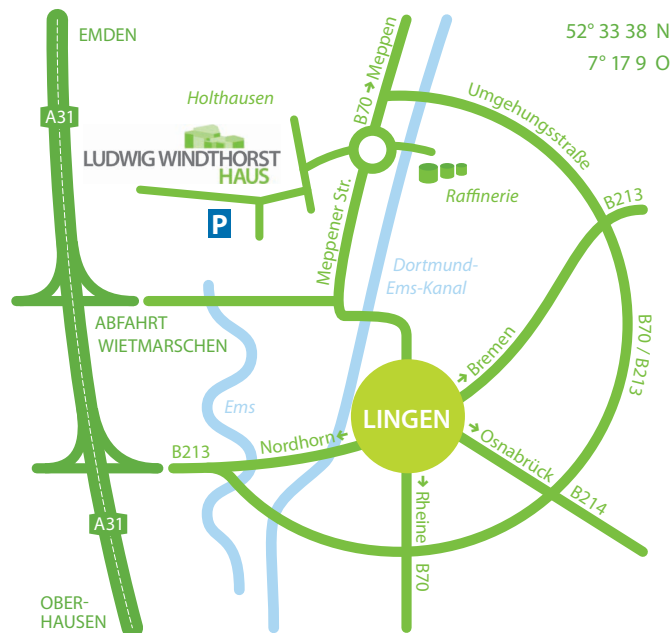 EMDEN
52° 33 38 N
7° 17 9 O
B70 → Meppen
Holthausen
Umgehungsstraße
A31
LUDWIG WINDTHORST
HAUS
Raffinerie
B213
P
Meppener Str.
Dortmund-
Ems-Kanal
ABFAHRT
WIETMARSCHEN
B70 / B213
→ Bremen
Ems
LINGEN
Nordhorn ←
B213
→ Osnabrück
B214
→ Rheine
B70
A31
OBER-
HAUSEN